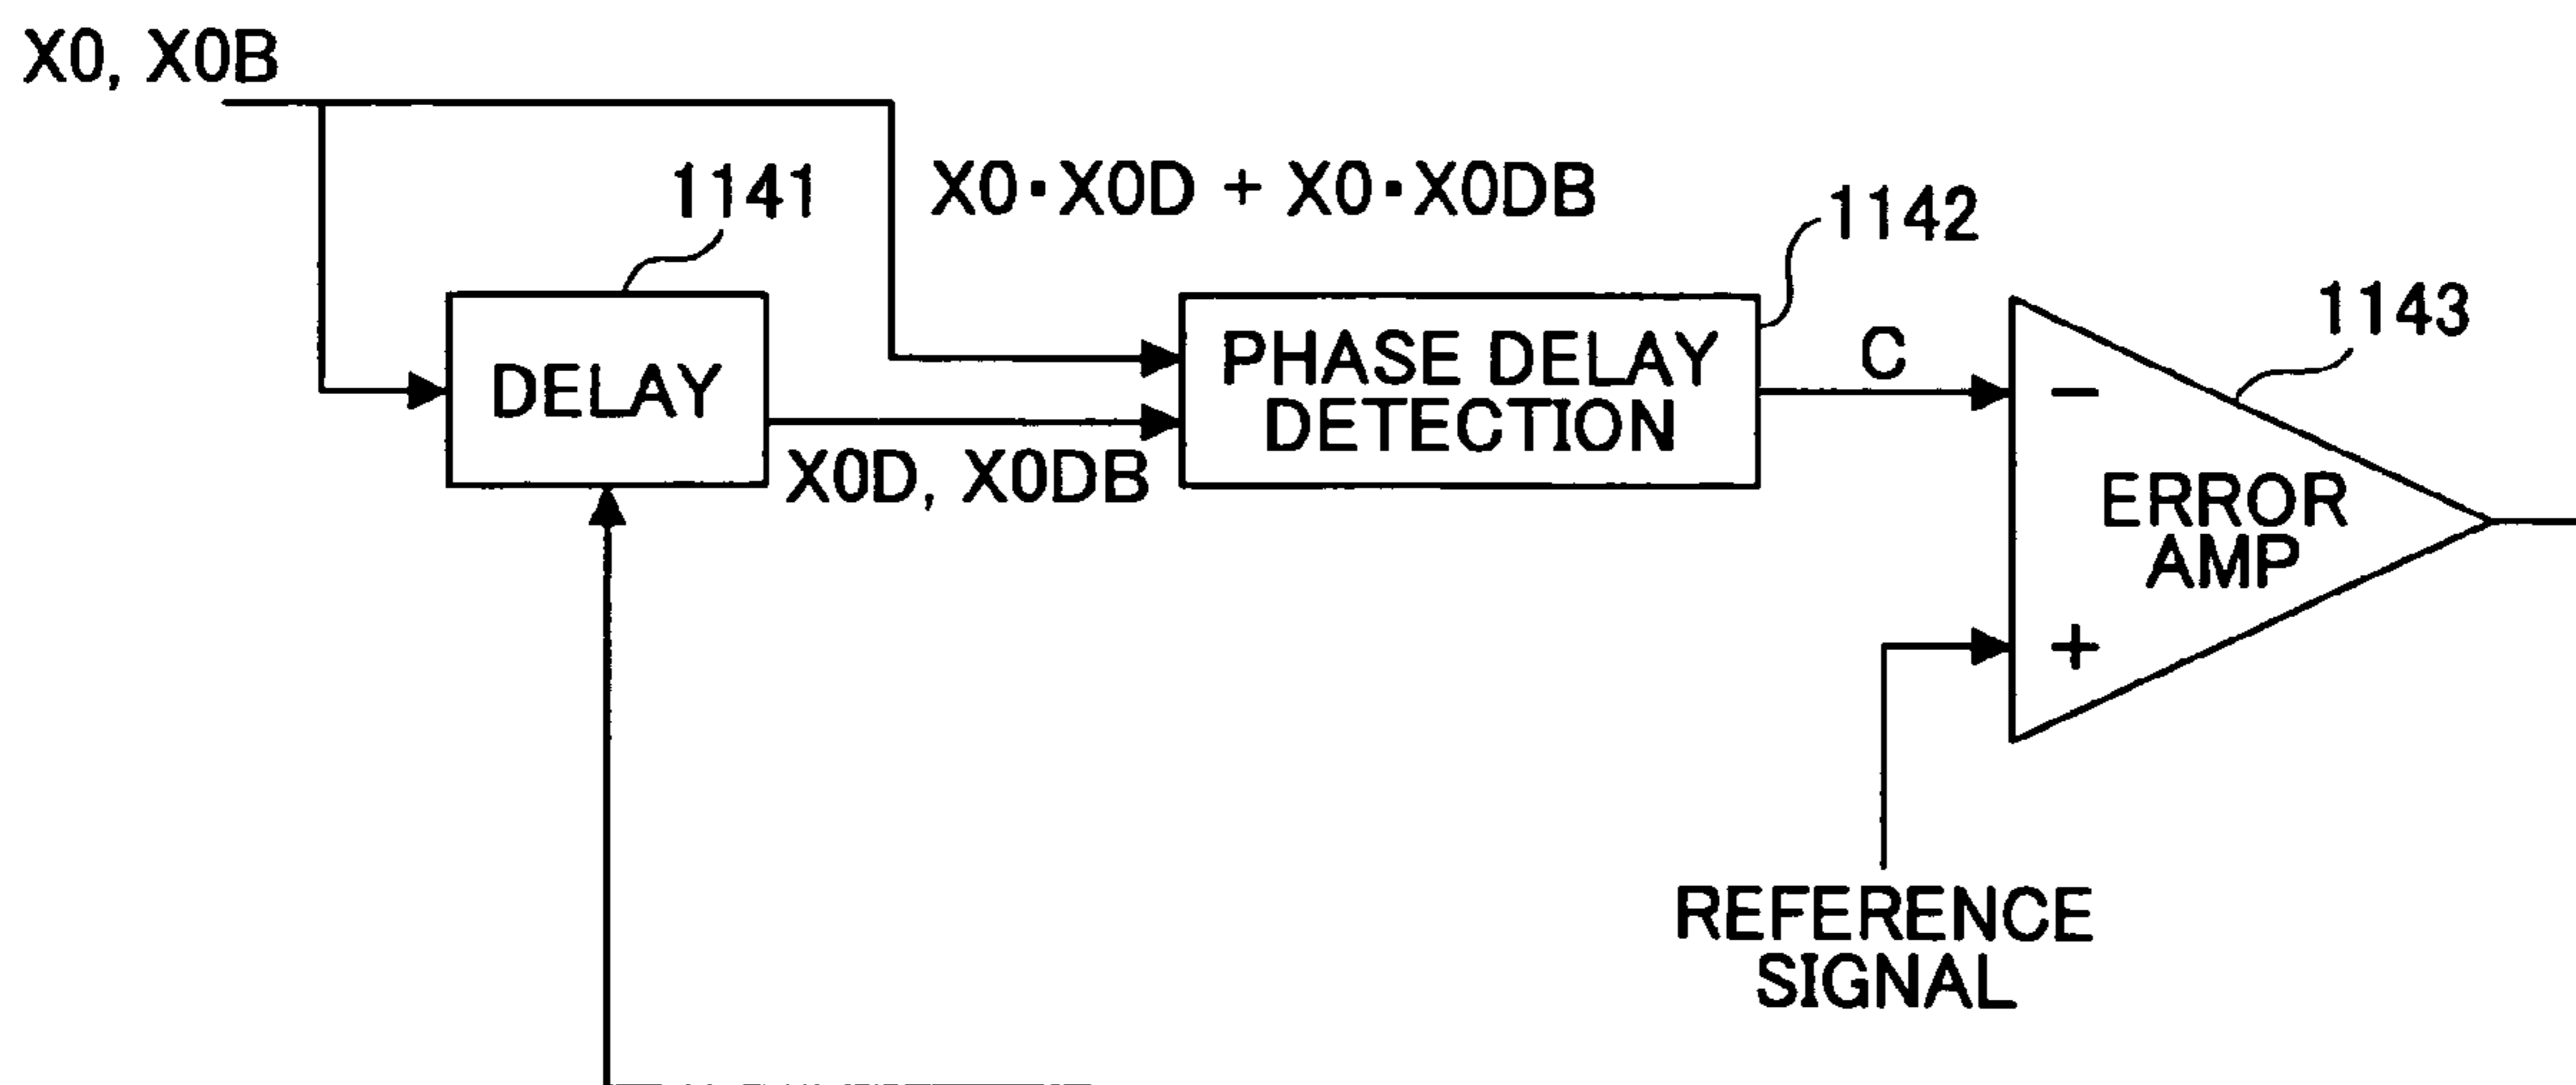 X0, X0B
1141
X0·X0D + X0·X0DB
1142
1143
DELAY
PHASE DELAY
DETECTION
C
−
X0D, X0DB
ERROR
AMP
+
REFERENCE
SIGNAL